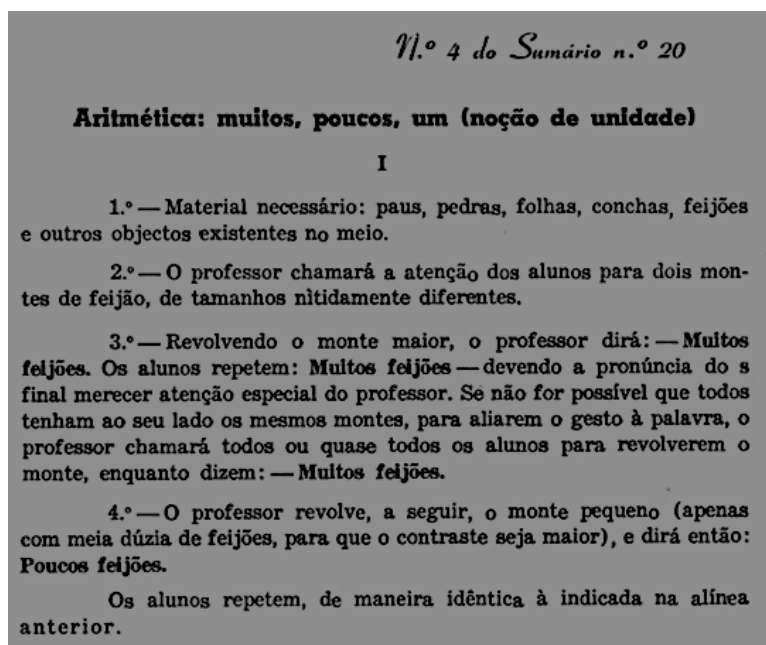 N.º 4 do Sumário n.º 20
Aritmética: muitos, poucos, um (noção de unidade)
I
1.º — Material necessário: paus, pedras, folhas, conchas, feijões
e outros objectos existentes no meio.
2.º — O professor chamará a atenção dos alunos para dois mon-
tes de feijão, de tamanhos nìtidamente diferentes.
3.º — Revolvendo o monte maior, o professor dirá: — Muitos
feijões. Os alunos repetem: Muitos feijões — devendo a pronúncia do s
final merecer atenção especial do professor. Se não for possível que todos
tenham ao seu lado os mesmos montes, para aliarem o gesto à palavra, o
professor chamará todos ou quase todos os alunos para revolverem o
monte, enquanto dizem: — Muitos feijões.
4.º — O professor revolve, a seguir, o monte pequeno (apenas
com meia dúzia de feijões, para que o contraste seja maior), e dirá então:
Poucos feijões.
Os alunos repetem, de maneira idêntica à indicada na alínea
anterior.